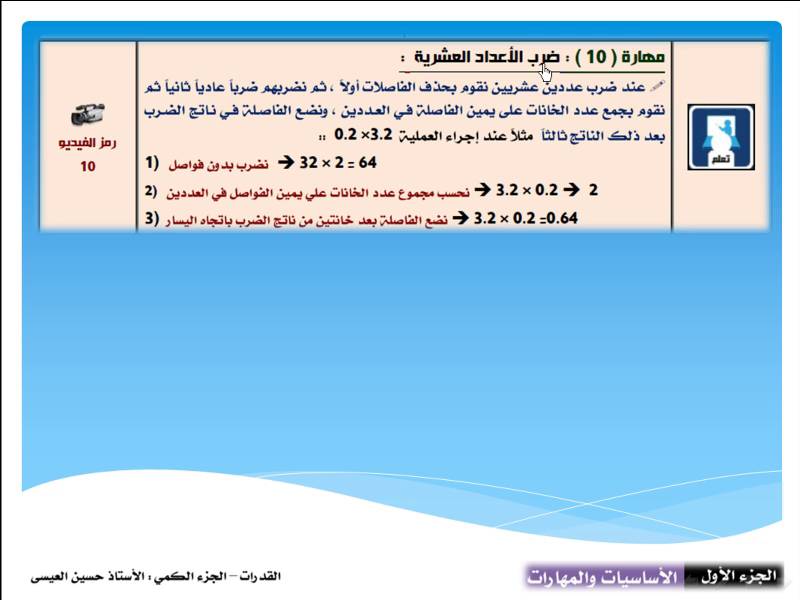 مهارة ( 10 ) : ضرب الأعداد العشرية :
عند ضرب عددين عشريين نقوم بحذف الفاصلات أولاً ، ثم نضربهم ضرباً عادياً ثانياً ثم
نقوم بجمع عدد الخانات على يمين الفاصلة في العددين ، ونضع الفاصلة في ناتج الضرب
بعد ذلك الناتج ثالثاً مثلاً عند إجراء العملية 3.2× 0.2 ::
1) نضرب بدون فواصل ➔ 32 × 2 = 64
2) نحسب مجموع عدد الخانات علي يمين الفواصل في العددين ➔ 3.2 × 0.2 ➔ 2
3) نضع الفاصلة بعد خانتين من ناتج الضرب باتجاه اليسار ➔ 3.2 × 0.2 =0.64
تعلم
رمز الفيديو
10
الجزء الأول الأساسيات والمهارات
القدرات – الجزء الكمي : الأستاذ حسين العيسى